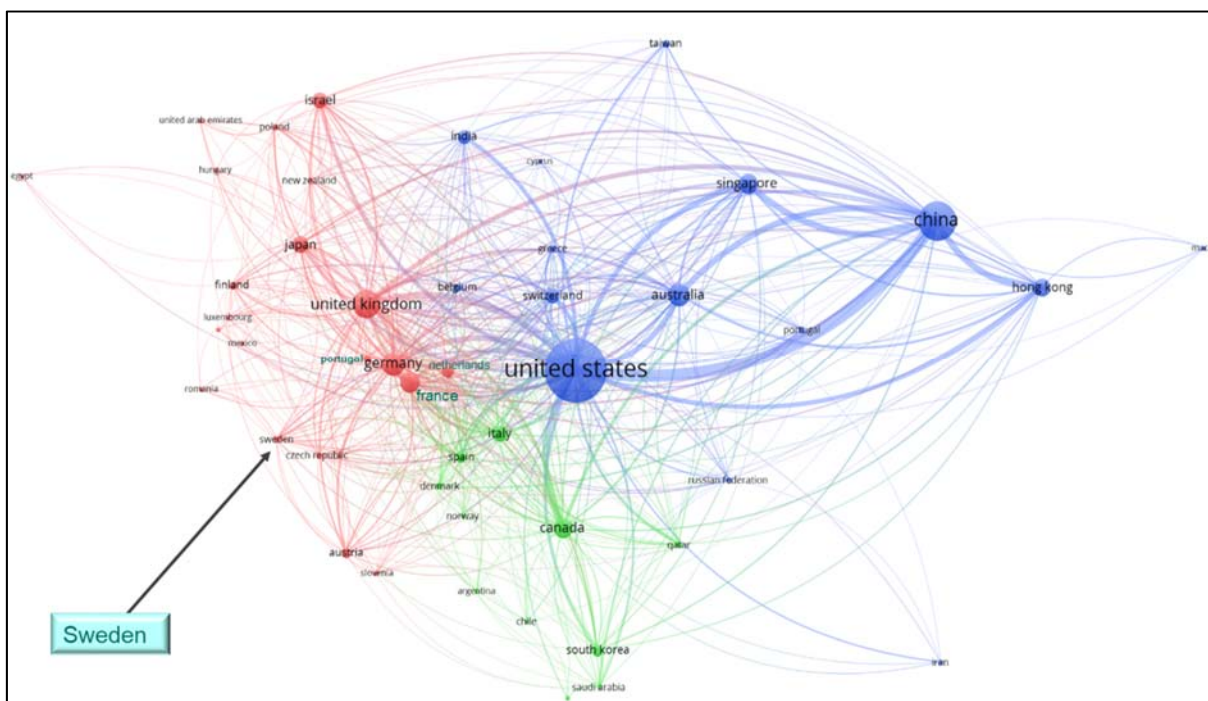 taiwan
israel
united arab emirates
poland
india
cyprus
hungary
egypt
new zealand
singapore
china
japan
greece
finland
belgium
switzerland
australia
hong kong
united kingdom
luxembourg
mexico
portugal
portugal
germany
netherlands
united states
france
romania
sweden
italy
czech republic
spain
russian federation
denmark
norway
canada
qatar
austria
slovenia
argentina
chile
south korea
iran
saudi arabia
Sweden